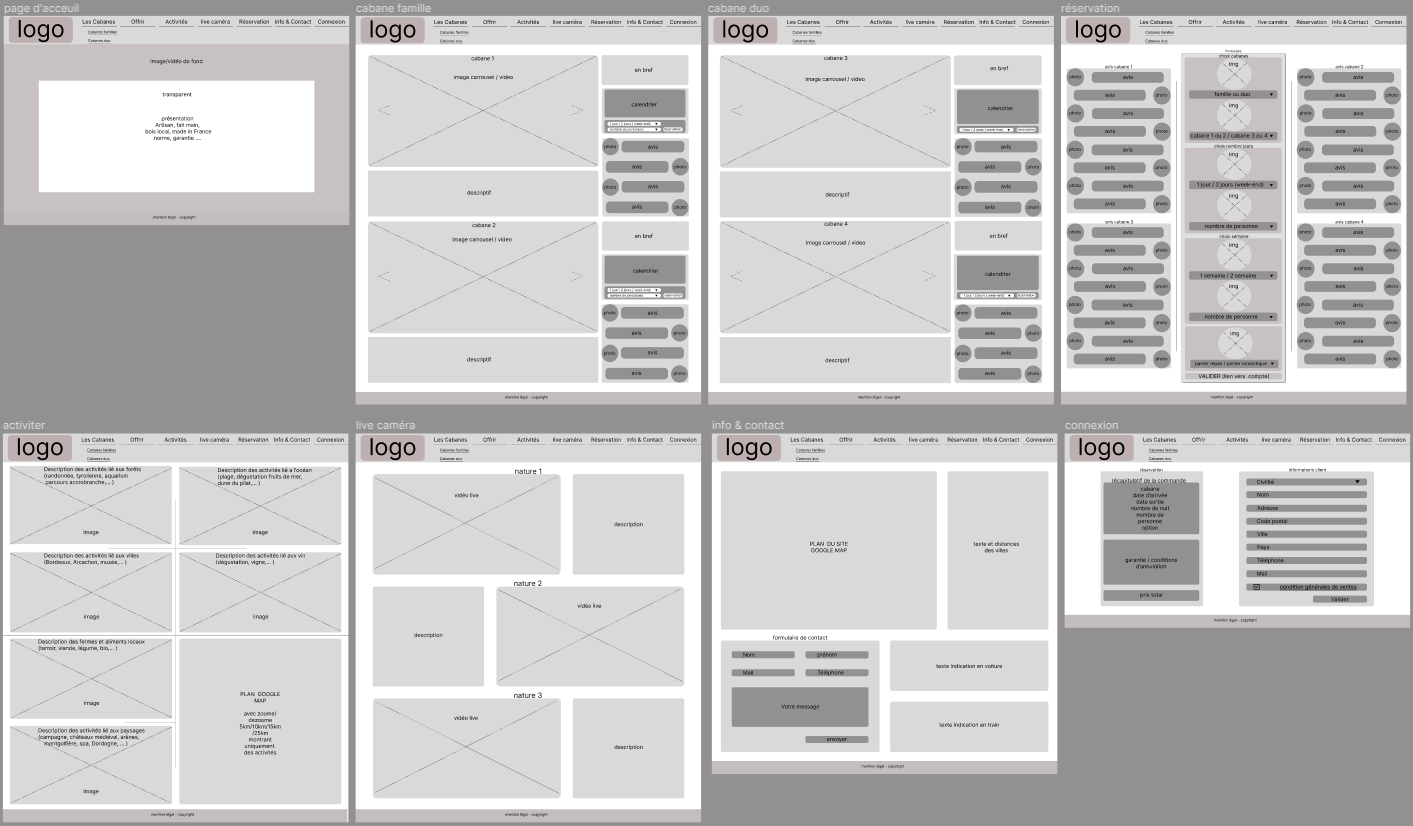 page d'acceuil
logo
Les Cabanes Offrir Activités live caméra Réservation Info & Contact Connexion
Cabanes familles
Cabanes duo
image/vidéo de fond
transparent
présentation
Artisan, fait main,
bois local, made in France
norme, garantie ....
mention légal - copyright
cabane famille
logo
Les Cabanes Offrir Activités live caméra Réservation Info & Contact Connexion
Cabanes familles
Cabanes duo
cabane 1
image carrousel / video
en bref
calendrier
1 jour / 2 jours (week-end)
nombre de personnes
réservation
photo avis
avis photo
photo avis
avis photo
descriptif
cabane 2
image carrousel / video
en bref
calendrier
1 jour / 2 jours (week-end)
nombre de personnes
réservation
photo avis
avis photo
photo avis
avis photo
descriptif
mention légal - copyright
cabane duo
logo
Les Cabanes Offrir Activités live caméra Réservation Info & Contact Connexion
Cabanes familles
Cabanes duo
cabane 3
image carrousel / video
en bref
calendrier
1 jour / 2 jours (week-end) réservation
photo avis
avis photo
photo avis
avis photo
descriptif
cabane 4
image carrousel / video
en bref
calendrier
1 jour / 2 jours (week-end) réservation
photo avis
avis photo
photo avis
avis photo
descriptif
mention légal - copyright
réservation
logo
Les Cabanes Offrir Activités live caméra Réservation Info & Contact Connexion
Cabanes familles
Cabanes duo
avis cabane 1
photo avis
avis photo
photo avis
avis photo
photo avis
avis photo
photo avis
avis cabane 3
avis photo
photo avis
avis photo
photo avis
avis photo
photo avis
avis photo
formulaire
choix cabanes
img
famille ou duo
img
cabane 1 ou 2 / cabane 3 ou 4
choix nombre jours
img
1 jour / 2 jours (week-end)
img
nombre de personne
choix semaine
img
1 semaine / 2 semaine
img
nombre de personne
img
panier repas / panier romantique
VALIDER (lien vers compte)
avis cabane 2
photo avis
avis photo
photo avis
avis photo
photo avis
avis photo
photo avis
avis cabane 4
avis photo
photo avis
avis photo
photo avis
avis photo
photo avis
avis photo
mention légal - copyright
activiter
logo
Les Cabanes Offrir Activités live caméra Réservation Info & Contact Connexion
Cabanes familles
Cabanes duo
Description des activités lié aux forêts
(randonnée, tyrolienne, aquarium
parcours accrobranche,... )
image
Description des activités lié a l'océan
(plage, dégustation fruits de mer,
dune du pilat,... )
image
Description des activités lié aux villes
(Bordeaux, Arcachon, musée,... )
image
Description des activités lié au vin
(dégustation, vigne,... )
image
Description des fermes et aliments locaux
(terroir, viande, légume, bio,... )
image
Description des activités lié aux paysages
(campagne, châteaux médiéval, arènes,
montgolfière, spa, Dordogne, ... )
image
PLAN GOOGLE
MAP
avec zoome/
dezoome
5km/10km/15km
/25km
montrant
uniquement
des activités
mention légal - copyright
live caméra
logo
Les Cabanes Offrir Activités live caméra Réservation Info & Contact Connexion
Cabanes familles
Cabanes duo
nature 1
vidéo live
description
nature 2
description
vidéo live
nature 3
vidéo live
description
mention légal - copyright
info & contact
logo
Les Cabanes Offrir Activités live caméra Réservation Info & Contact Connexion
Cabanes familles
Cabanes duo
PLAN DU SITE
GOOGLE MAP
texte et distances
des villes
formulaire de contact
Nom prénom
Mail Téléphone
Votre message
envoyer
texte indication en voiture
texte indication en train
mention légal - copyright
connexion
logo
Les Cabanes Offrir Activités live caméra Réservation Info & Contact Connexion
Cabanes familles
Cabanes duo
réservation
récapitulatif de la commande
cabane
date d'arrivée
date sortie
nombre de nuit
nombre de
personne
option
garantie / conditions
d'annulation
prix total
informations client
Civilité
Nom
Adresse
Code postal
Ville
Pays
Téléphone
Mail
condition générales de ventes
Valider
mention légal - copyright